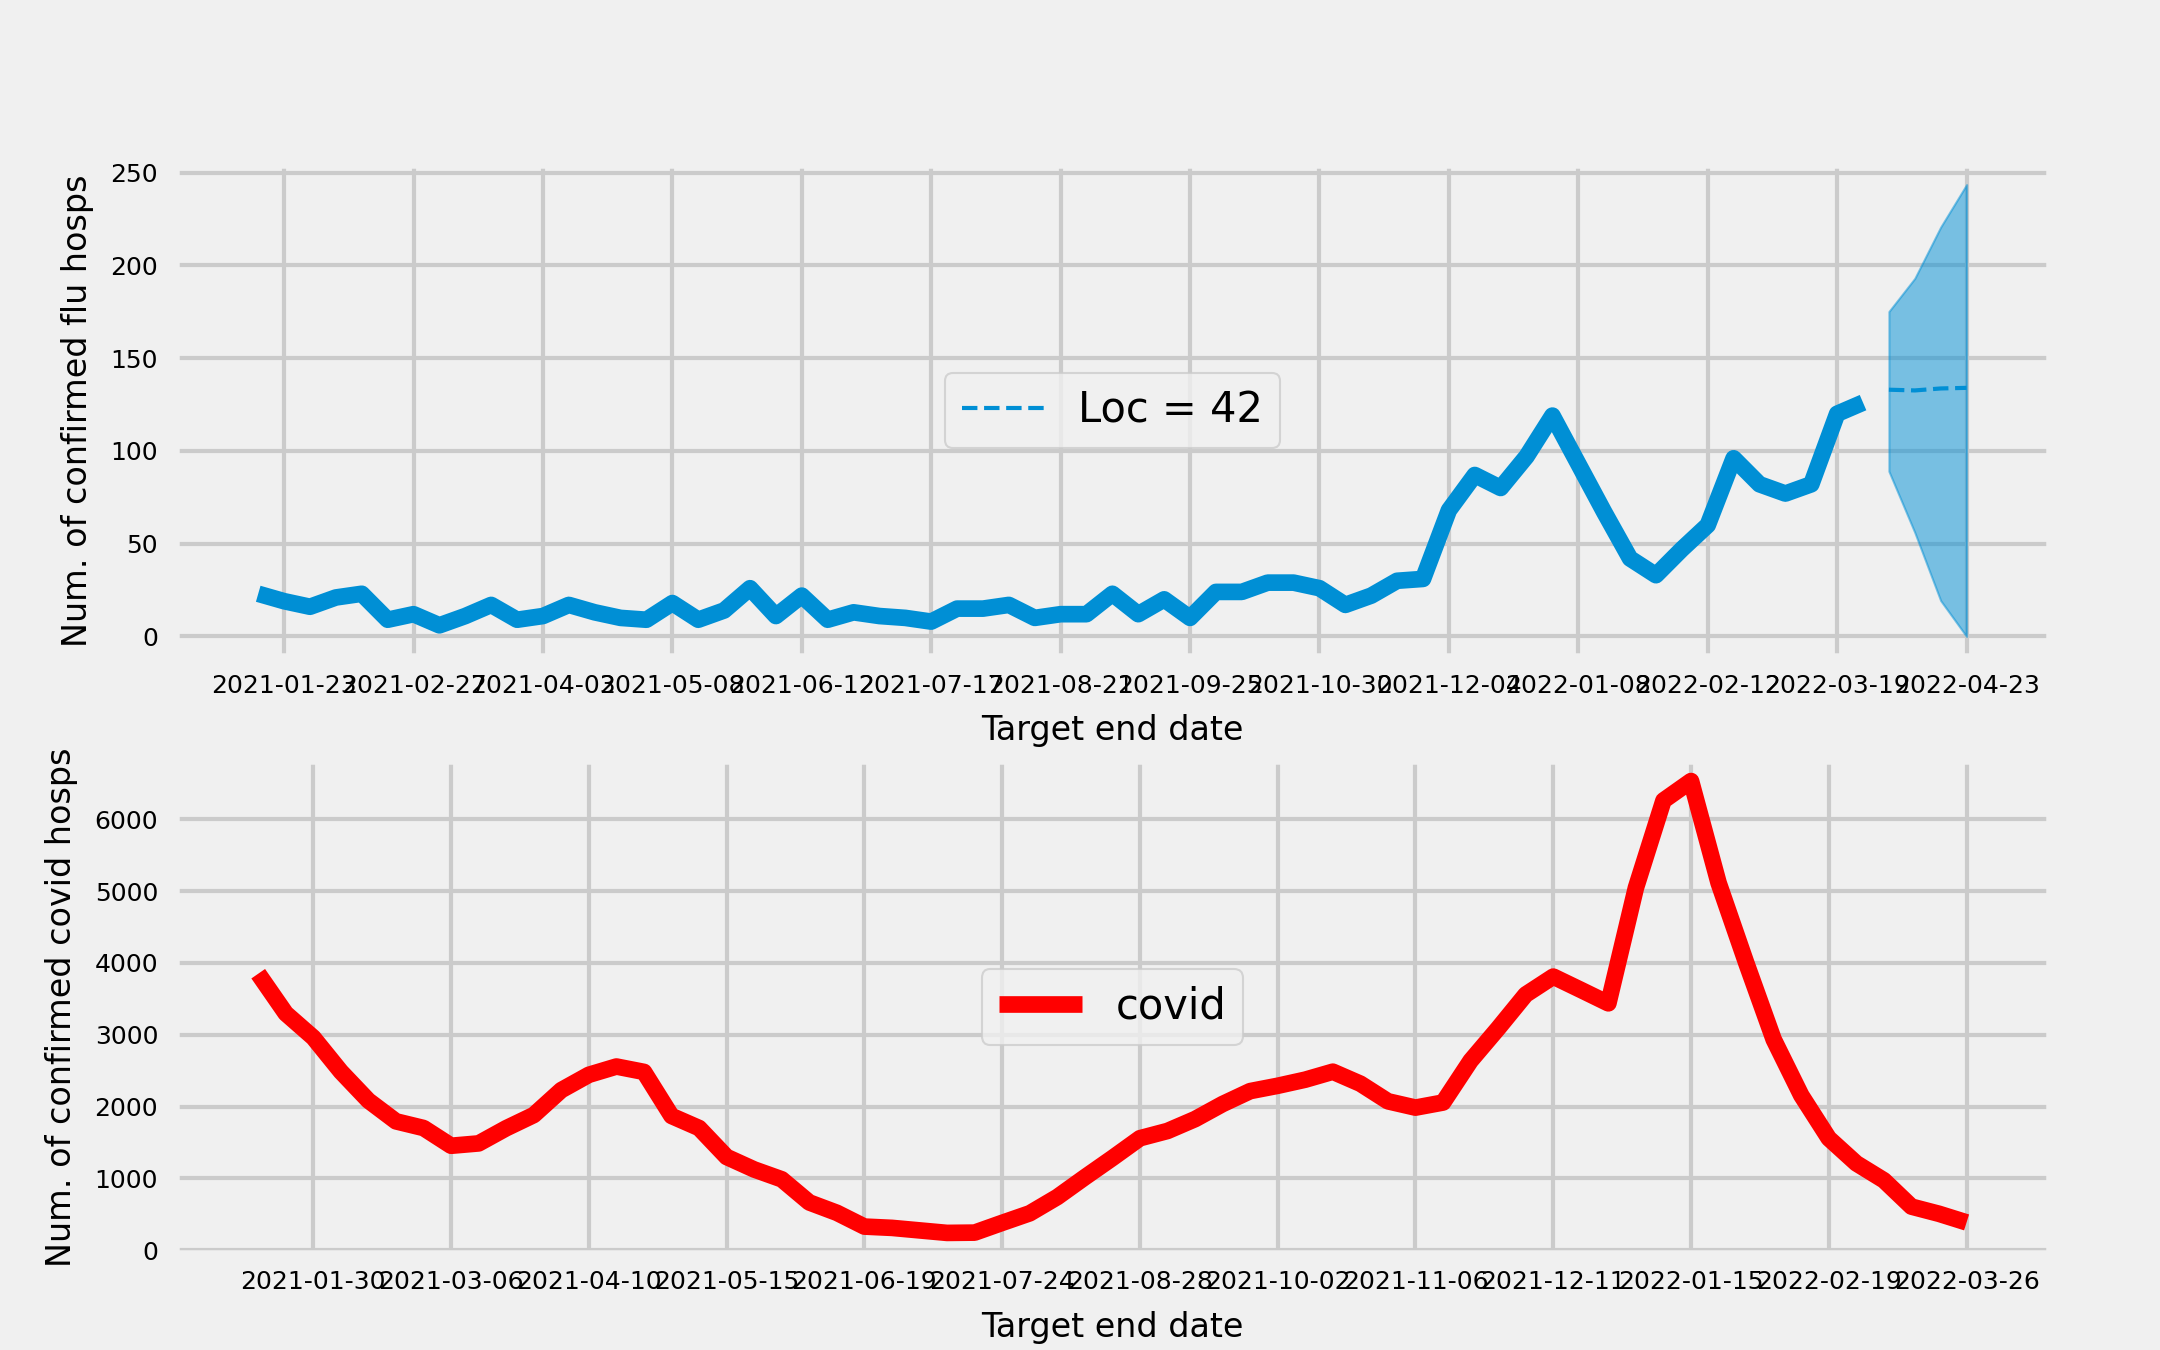 Num. of confirmed flu hosps
250
200
150
100
50
0
Loc = 42
2021-01-23 2021-02-27 2021-04-03 2021-05-08 2021-06-12 2021-07-17 2021-08-21 2021-09-25 2021-10-30 2021-12-04 2022-01-08 2022-02-12 2022-03-19 2022-04-23
Target end date
Num. of confirmed covid hosps
6000
5000
4000
3000
2000
1000
0
covid
2021-01-30 2021-03-06 2021-04-10 2021-05-15 2021-06-19 2021-07-24 2021-08-28 2021-10-02 2021-11-06 2021-12-11 2022-01-15 2022-02-19 2022-03-26
Target end date